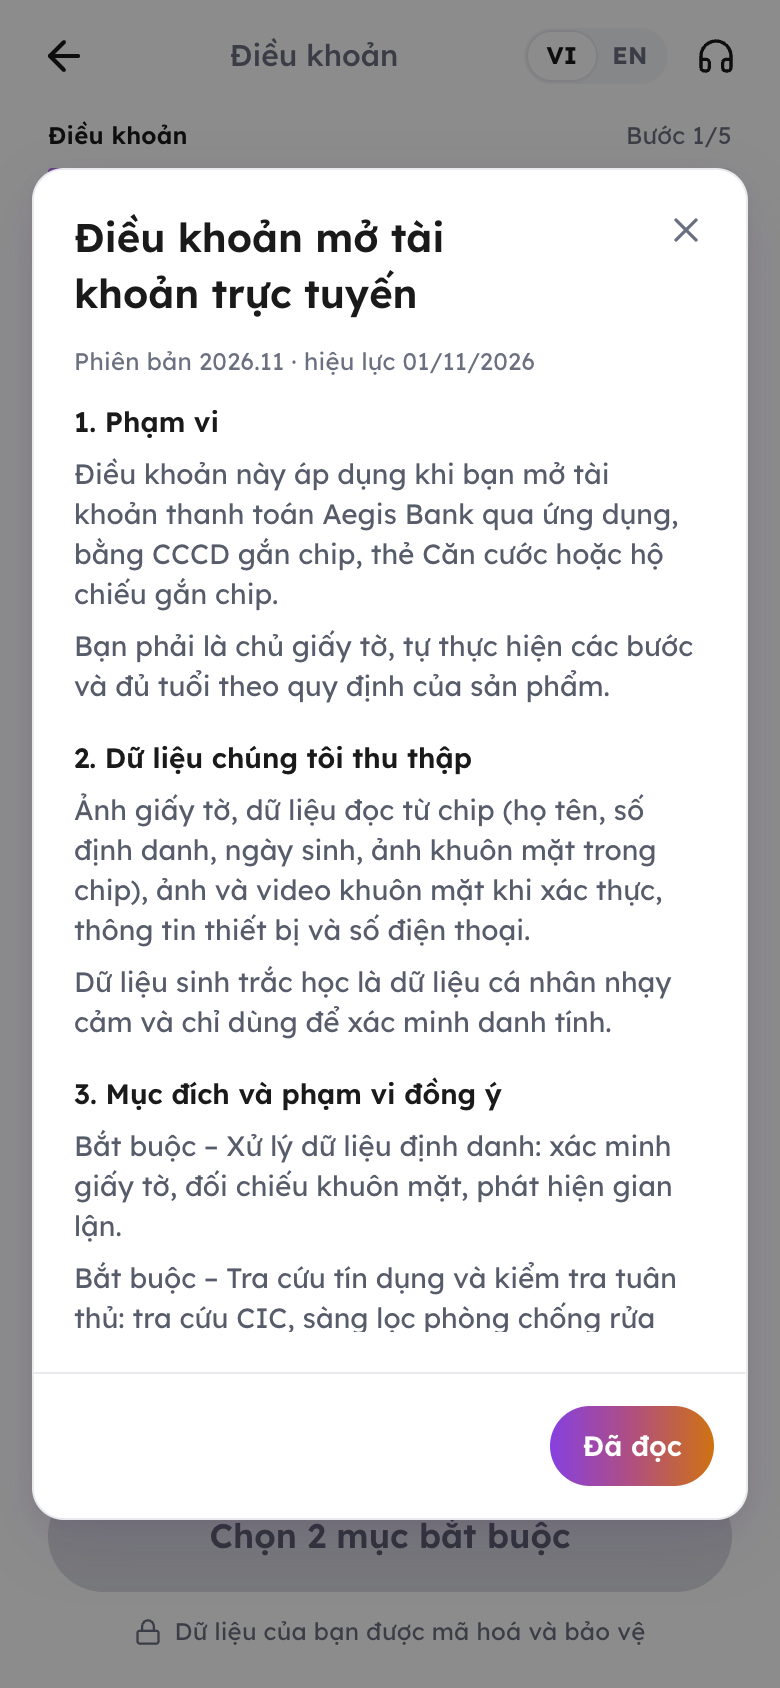 Điều khoản
VI
EN
Điều khoản
Bước 1/5
Điều khoản mở tài
khoản trực tuyến
Phiên bản 2026.11 · hiệu lực 01/11/2026
1. Phạm vi
Điều khoản này áp dụng khi bạn mở tài
khoản thanh toán Aegis Bank qua ứng dụng,
bằng CCCD gắn chip, thẻ Căn cước hoặc hộ
chiếu gắn chip.
Bạn phải là chủ giấy tờ, tự thực hiện các bước
và đủ tuổi theo quy định của sản phẩm.
2. Dữ liệu chúng tôi thu thập
Ảnh giấy tờ, dữ liệu đọc từ chip (họ tên, số
định danh, ngày sinh, ảnh khuôn mặt trong
chip), ảnh và video khuôn mặt khi xác thực,
thông tin thiết bị và số điện thoại.
Dữ liệu sinh trắc học là dữ liệu cá nhân nhạy
cảm và chỉ dùng để xác minh danh tính.
3. Mục đích và phạm vi đồng ý
Bắt buộc – Xử lý dữ liệu định danh: xác minh
giấy tờ, đối chiếu khuôn mặt, phát hiện gian
lận.
Bắt buộc – Tra cứu tín dụng và kiểm tra tuân
thủ: tra cứu CIC, sàng lọc phòng chống rửa
Đã đọc
Chọn 2 mục bắt buộc
Dữ liệu của bạn được mã hoá và bảo vệ